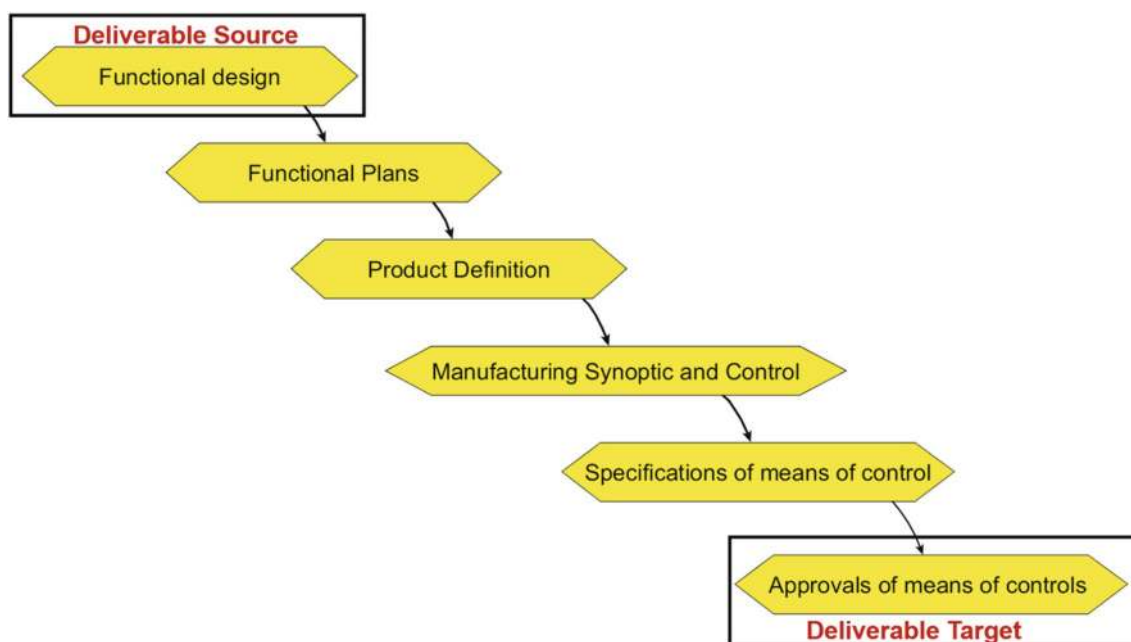 Deliverable Source
Functional design
Functional Plans
Product Definition
Manufacturing Synoptic and Control
Specifications of means of control
Approvals of means of controls
Deliverable Target